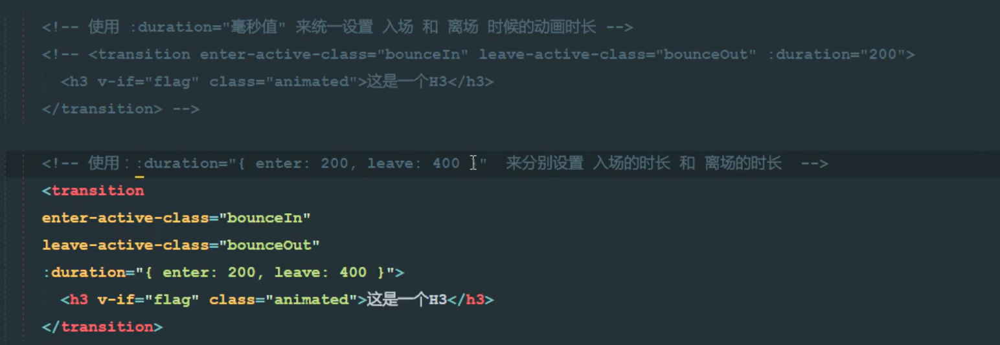 <!-- 使用 :duration="毫秒值" 来统一设置 入场 和 离场 时候的动画时长 -->
<!-- <transition enter-active-class="bounceIn" leave-active-class="bounceOut" :duration="200">
<h3 v-if="flag" class="animated">这是一个H3</h3>
</transition> -->
<!-- 使用：:duration="{ enter: 200, leave: 400 }" 来分别设置 入场的时长 和 离场的时长 -->
<transition
enter-active-class="bounceIn"
leave-active-class="bounceOut"
:duration="{ enter: 200, leave: 400 }">
<h3 v-if="flag" class="animated">这是一个H3</h3>
</transition>